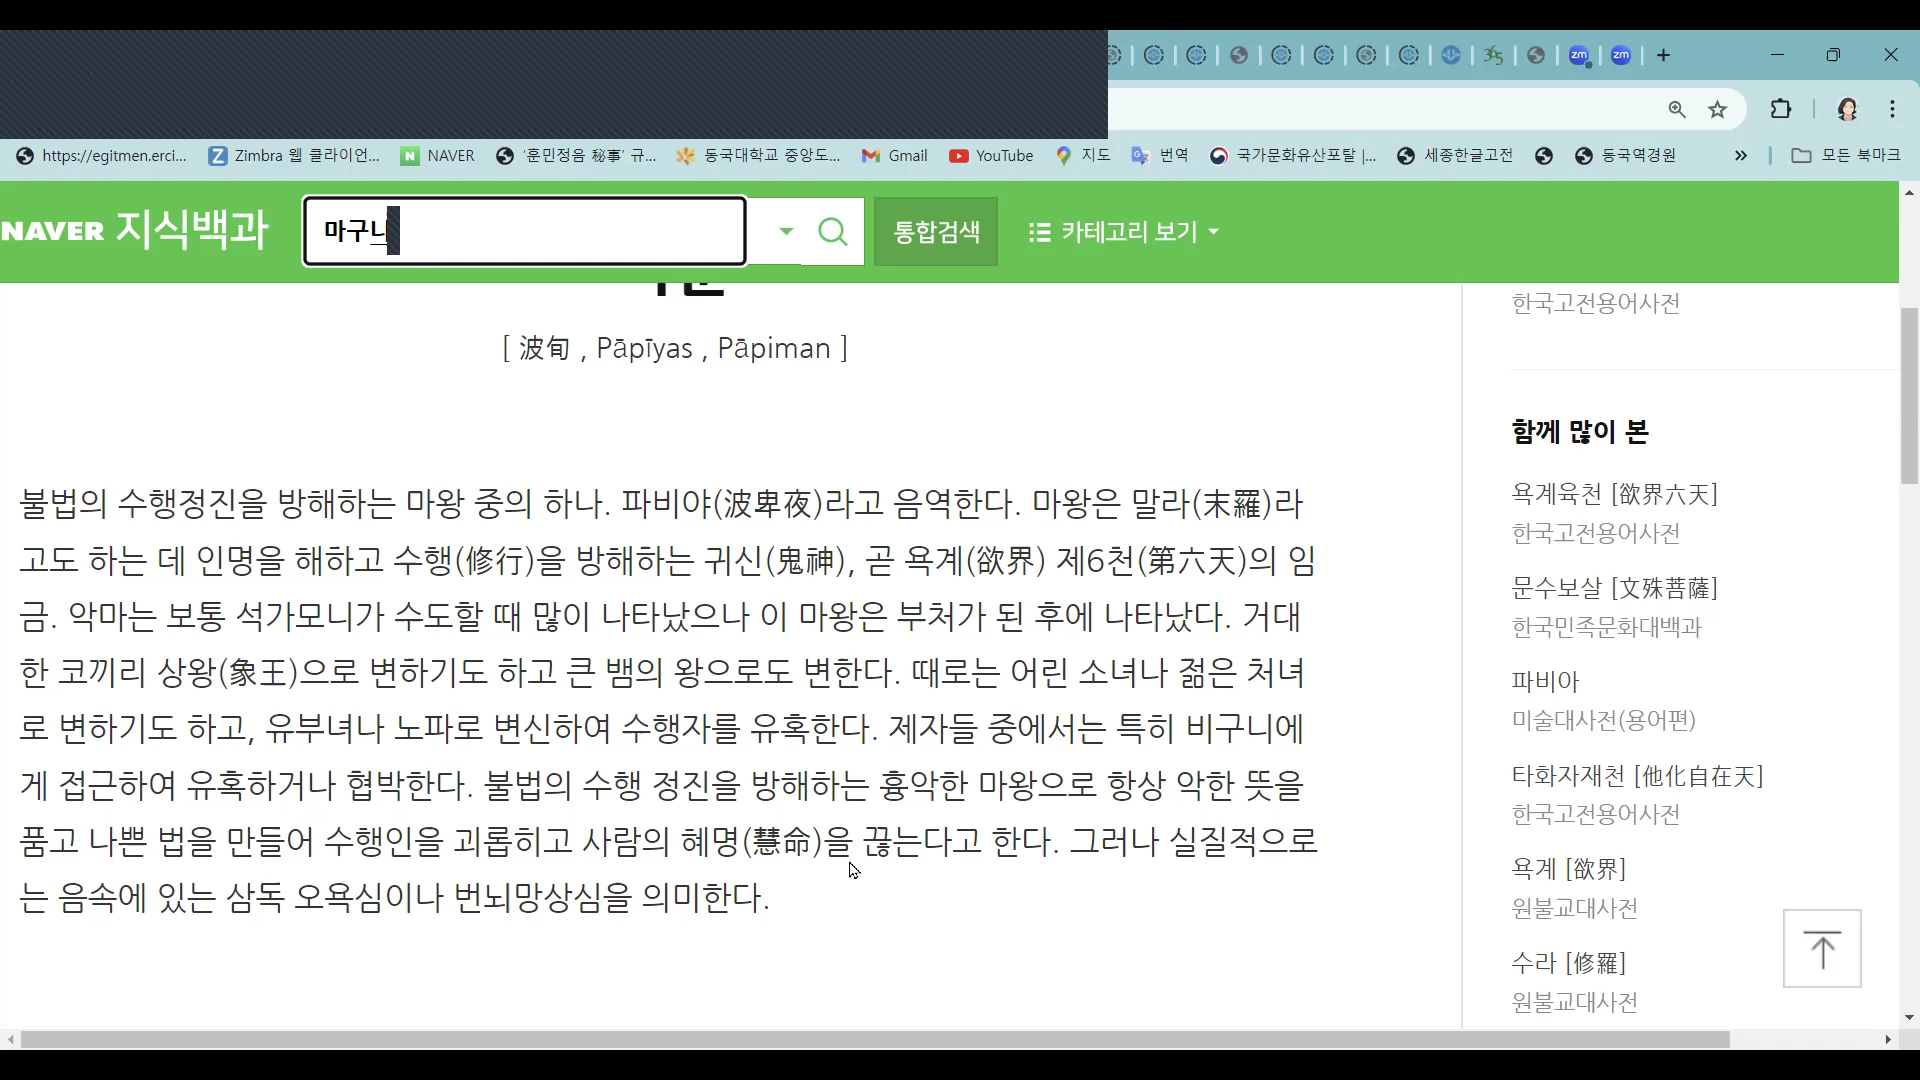 https://egitmen.erci... Zimbra 웹 클라이언... NAVER '훈민정음 秘事' 규... 동국대학교 중앙도... Gmail YouTube 지도 번역 국가문화유산포탈 |... 세종한글고전 동국역경원 » 모든 북마크
NAVER 지식백과 마구니 통합검색 카테고리 보기
[ 波旬 , Pāpīyas , Pāpiman ]
불법의 수행정진을 방해하는 마왕 중의 하나. 파비야(波卑夜)라고 음역한다. 마왕은 말라(末羅)라
고도 하는 데 인명을 해하고 수행(修行)을 방해하는 귀신(鬼神), 곧 욕계(欲界) 제6천(第六天)의 임
금. 악마는 보통 석가모니가 수도할 때 많이 나타났으나 이 마왕은 부처가 된 후에 나타났다. 거대
한 코끼리 상왕(象王)으로 변하기도 하고 큰 뱀의 왕으로도 변한다. 때로는 어린 소녀나 젊은 처녀
로 변하기도 하고, 유부녀나 노파로 변신하여 수행자를 유혹한다. 제자들 중에서는 특히 비구니에
게 접근하여 유혹하거나 협박한다. 불법의 수행 정진을 방해하는 흉악한 마왕으로 항상 악한 뜻을
품고 나쁜 법을 만들어 수행인을 괴롭히고 사람의 혜명(慧命)을 끊는다고 한다. 그러나 실질적으로
는 음속에 있는 삼독 오욕심이나 번뇌망상심을 의미한다.
한국고전용어사전
함께 많이 본
욕계육천 [欲界六天]
한국고전용어사전
문수보살 [文殊菩薩]
한국민족문화대백과
파비아
미술대사전(용어편)
타화자재천 [他化自在天]
한국고전용어사전
욕계 [欲界]
원불교대사전
수라 [修羅]
원불교대사전